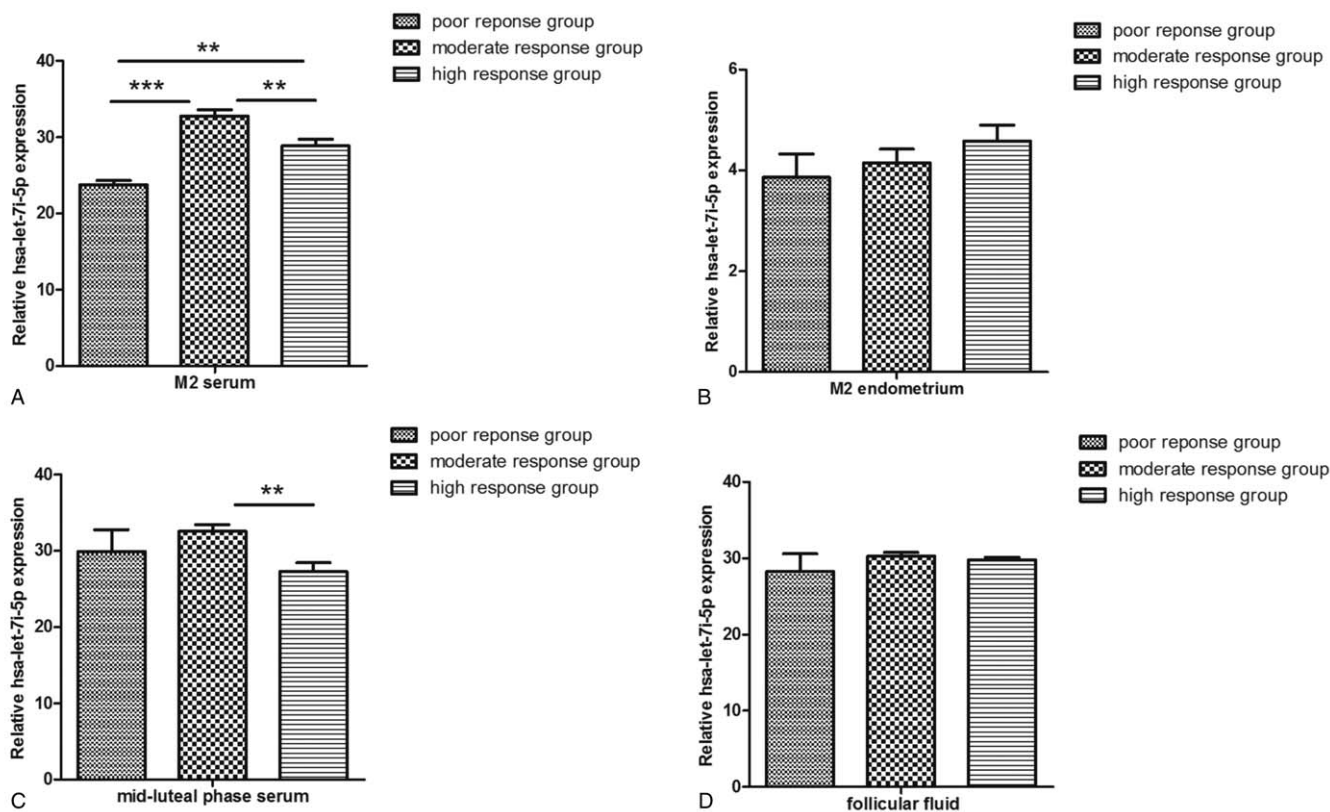 poor reponse group
moderate response group
high response group
Relative hsa-let-7i-5p expression
40
30
20
10
0
**
***
**
M2 serum
A
poor reponse group
moderate response group
high response group
Relative hsa-let-7i-5p expression
6
4
2
0
M2 endometrium
B
poor reponse group
moderate response group
high response group
Relative hsa-let-7i-5p expression
40
30
20
10
0
**
mid-luteal phase serum
C
poor reponse group
moderate response group
high response group
Relative hsa-let-7i-5p expression
40
30
20
10
0
follicular fluid
D